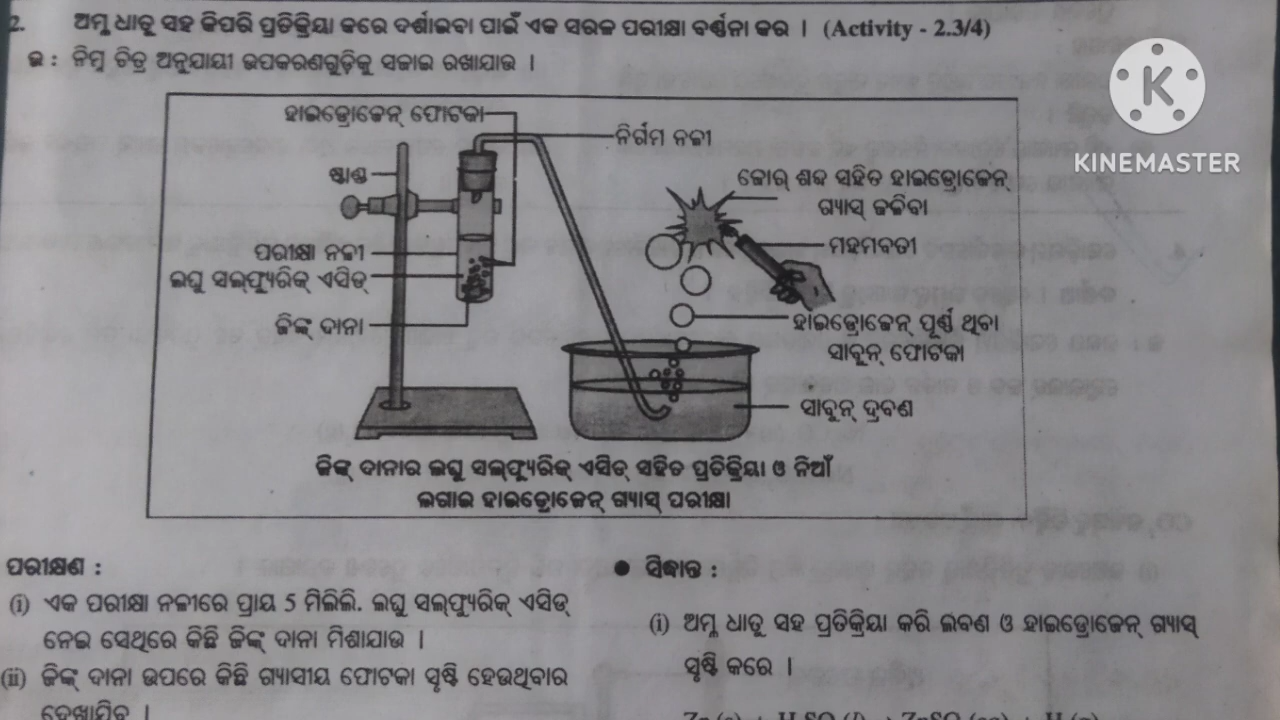 2. ଅମ୍ଳ ଧାତୁ ସହ କିପରି ପ୍ରତିକ୍ରିୟା କରେ ଦର୍ଶାଇବା ପାଇଁ ଏକ ସରଳ ପରୀକ୍ଷା ବର୍ଣ୍ଣନା କର । (Activity - 2.3/4)
ଉ : ନିମ୍ନ ଚିତ୍ର ଅନୁଯାୟୀ ଉପକରଣଗୁଡ଼ିକୁ ସଜାଇ ରଖାଯାଉ ।
KINEMASTER
ହାଇଡ୍ରୋଜେନ୍ ଫୋଟକା
ନିର୍ଗମ ନଳୀ
ଷ୍ଟାଣ୍ଡ
ଜୋର୍ ଶବ୍ଦ ସହିତ ହାଇଡ୍ରୋଜେନ
ଗ୍ୟାସ୍ ଜଳିବା
ମହମବତୀ
ପରୀକ୍ଷା ନଳୀ
ଲଘୁ ସଲ୍‌ଫ୍ୟୁରିକ୍ ଏସିଡ୍
ଜିଙ୍କ୍ ଦାନା
ହାଇଡ୍ରୋଜେନ୍ ପୂର୍ଣ୍ଣ ଥିବା
ସାବୁନ୍ ଫୋଟକା
ସାବୁନ୍ ଦ୍ରବଣ
ଜିଙ୍କ୍ ଦାନାର ଲଘୁ ସଲ୍‌ଫ୍ୟୁରିକ୍ ଏସିଡ୍ ସହିତ ପ୍ରତିକ୍ରିୟା ଓ ନିଆଁ
ଲଗାଇ ହାଇଡ୍ରୋଜେନ୍ ଗ୍ୟାସ୍ ପରୀକ୍ଷା
ପରୀକ୍ଷଣ :
(i) ଏକ ପରୀକ୍ଷା ନଳୀରେ ପ୍ରାୟ 5 ମିଲିଲି. ଲଘୁ ସଲ୍‌ଫ୍ୟୁରିକ୍ ଏସିଡ୍
ନେଇ ସେଥିରେ କିଛି ଜିଙ୍କ୍ ଦାନା ମିଶାଯାଉ ।
(ii) ଜିଙ୍କ୍ ଦାନା ଉପରେ କିଛି ଗ୍ୟାସୀୟ ଫୋଟକା ସୃଷ୍ଟି ହେଉଥିବାର
ଦେଖାଯିବ ।
● ସିଦ୍ଧାନ୍ତ :
(i) ଅମ୍ଳ ଧାତୁ ସହ ପ୍ରତିକ୍ରିୟା କରି ଲବଣ ଓ ହାଇଡ୍ରୋଜେନ୍ ଗ୍ୟାସ୍
ସୃଷ୍ଟି କରେ ।